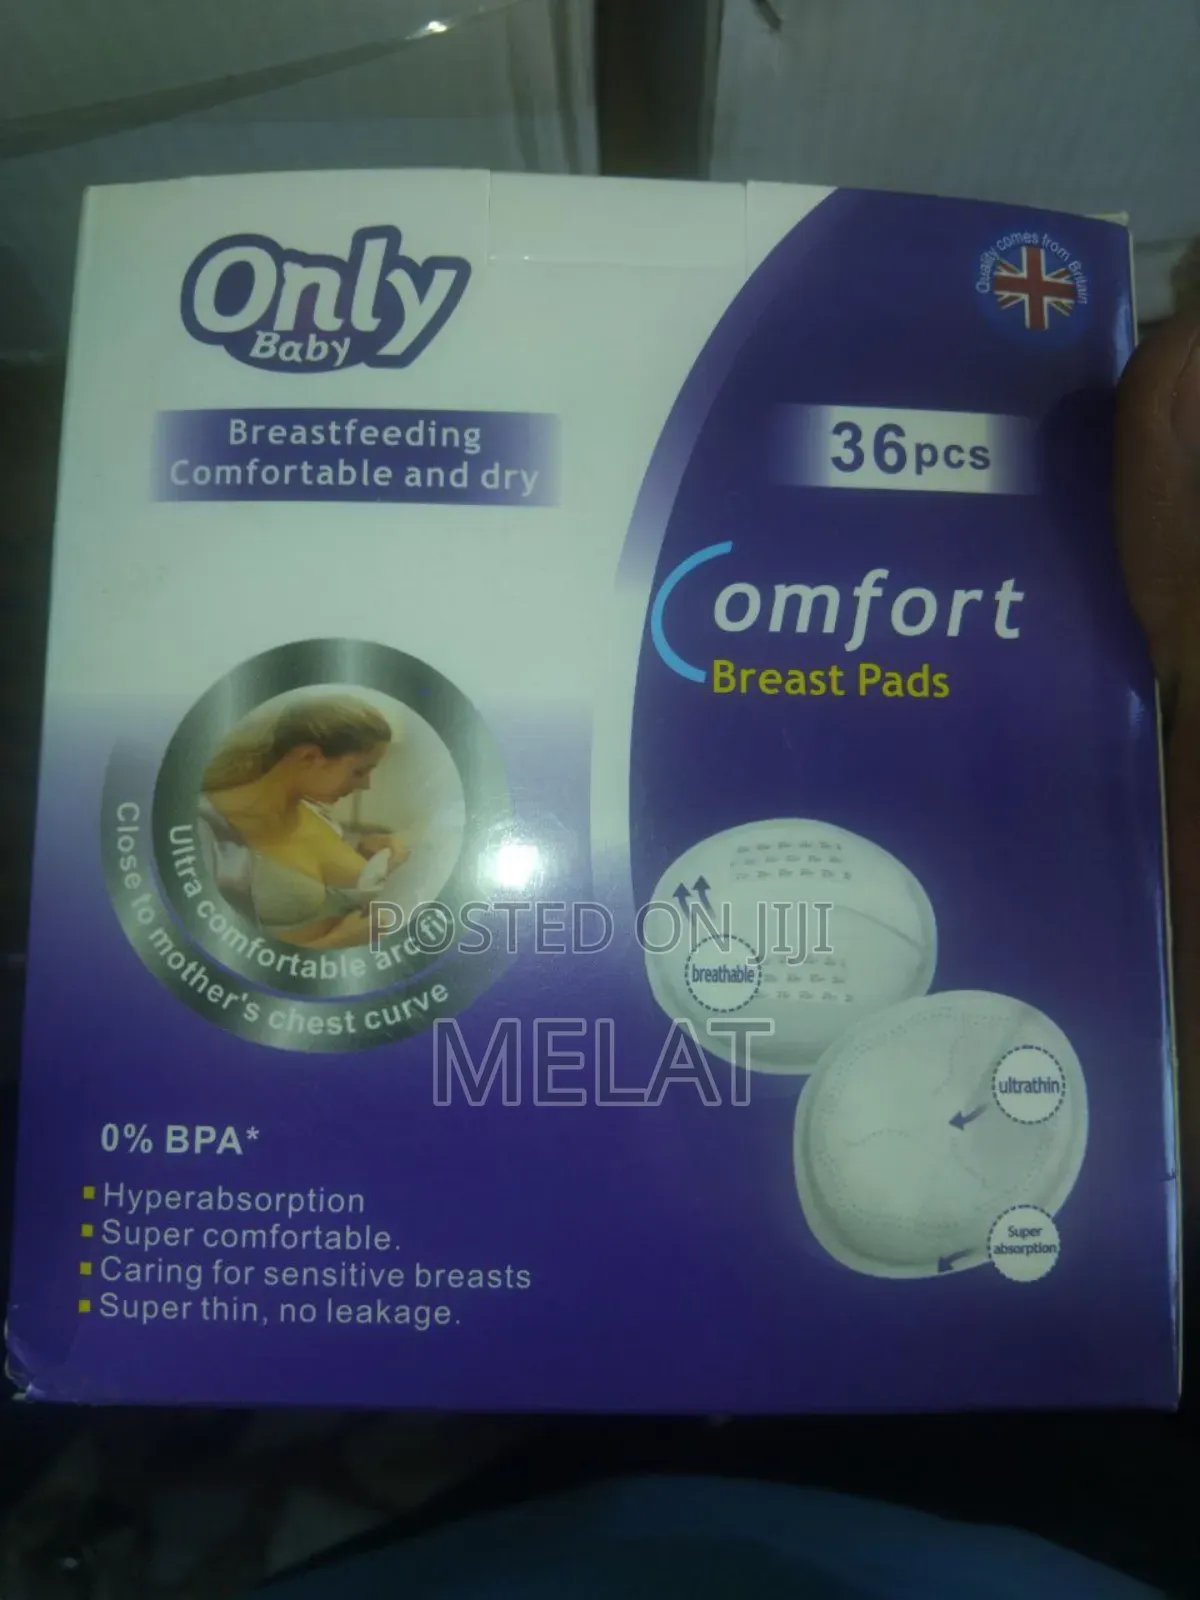 Only
Baby
Breastfeeding
Comfortable and dry
Quality comes from Britain
36pcs
Comfort
Breast Pads
Ultra comfortable arc fit
Close to mother's chest curve
breathable
ultrathin
Super
absorption
POSTED ON JIJI
MELAT
0% BPA*
Hyperabsorption
Super comfortable.
Caring for sensitive breasts
Super thin, no leakage.